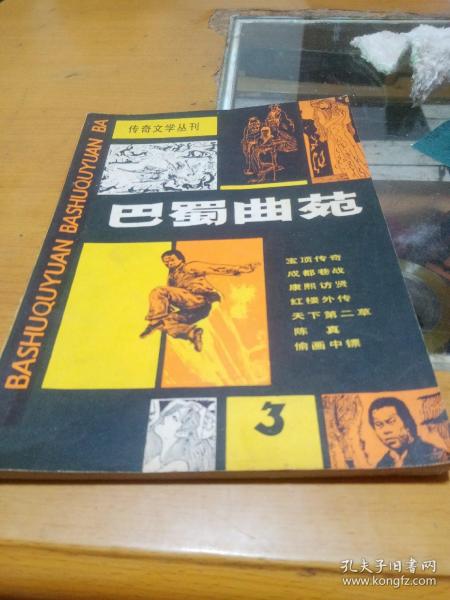 传奇文学丛刊
BASHUQUYUAN BASHUQUYUAN BA
巴蜀曲苑
宝顶传奇
成都巷战
康熙访贤
红楼外传
天下第二草
陈真
偷画中镖
3
孔夫子旧书网
www.kongfz.com